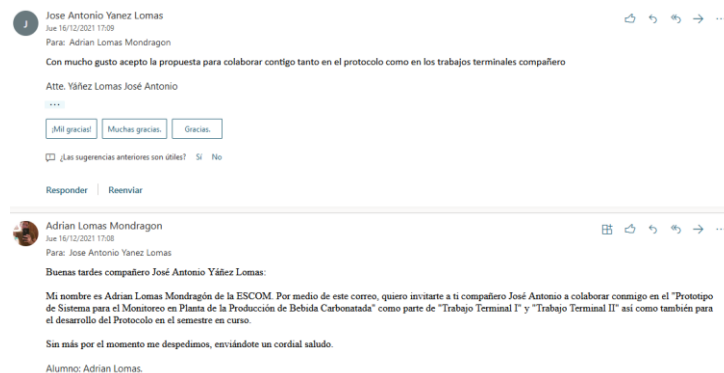 J
Jose Antonio Yanez Lomas
Jue 16/12/2021 17:09
Para: Adrian Lomas Mondragon
Con mucho gusto acepto la propuesta para colaborar contigo tanto en el protocolo como en los trabajos terminales compañero
Atte. Yáñez Lomas José Antonio
...
¡Mil gracias! Muchas gracias. Gracias.
¿Las sugerencias anteriores son útiles? Sí No
Responder Reenviar
Adrian Lomas Mondragon
Jue 16/12/2021 17:08
Para: Jose Antonio Yanez Lomas
Buenas tardes compañero José Antonio Yáñez Lomas:
Mi nombre es Adrian Lomas Mondragón de la ESCOM. Por medio de este correo, quiero invitarte a ti compañero José Antonio a colaborar conmigo en el "Prototipo
de Sistema para el Monitoreo en Planta de la Producción de Bebida Carbonatada" como parte de "Trabajo Terminal I" y "Trabajo Terminal II" así como también para
el desarrollo del Protocolo en el semestre en curso.
Sin más por el momento me despedimos, enviándote un cordial saludo.
Alumno: Adrian Lomas.